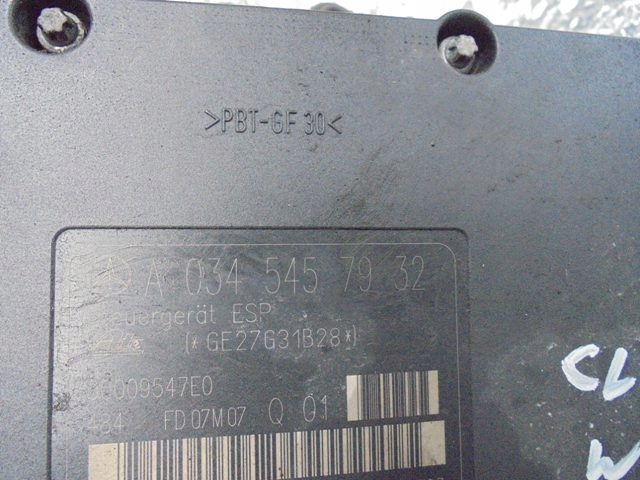 >PBT-GF 30<
A 034 545 79 32
Steuergerät ESP
(* GE27G31B28 *)
009547E0
FD 07M07 Q 01
CL
W